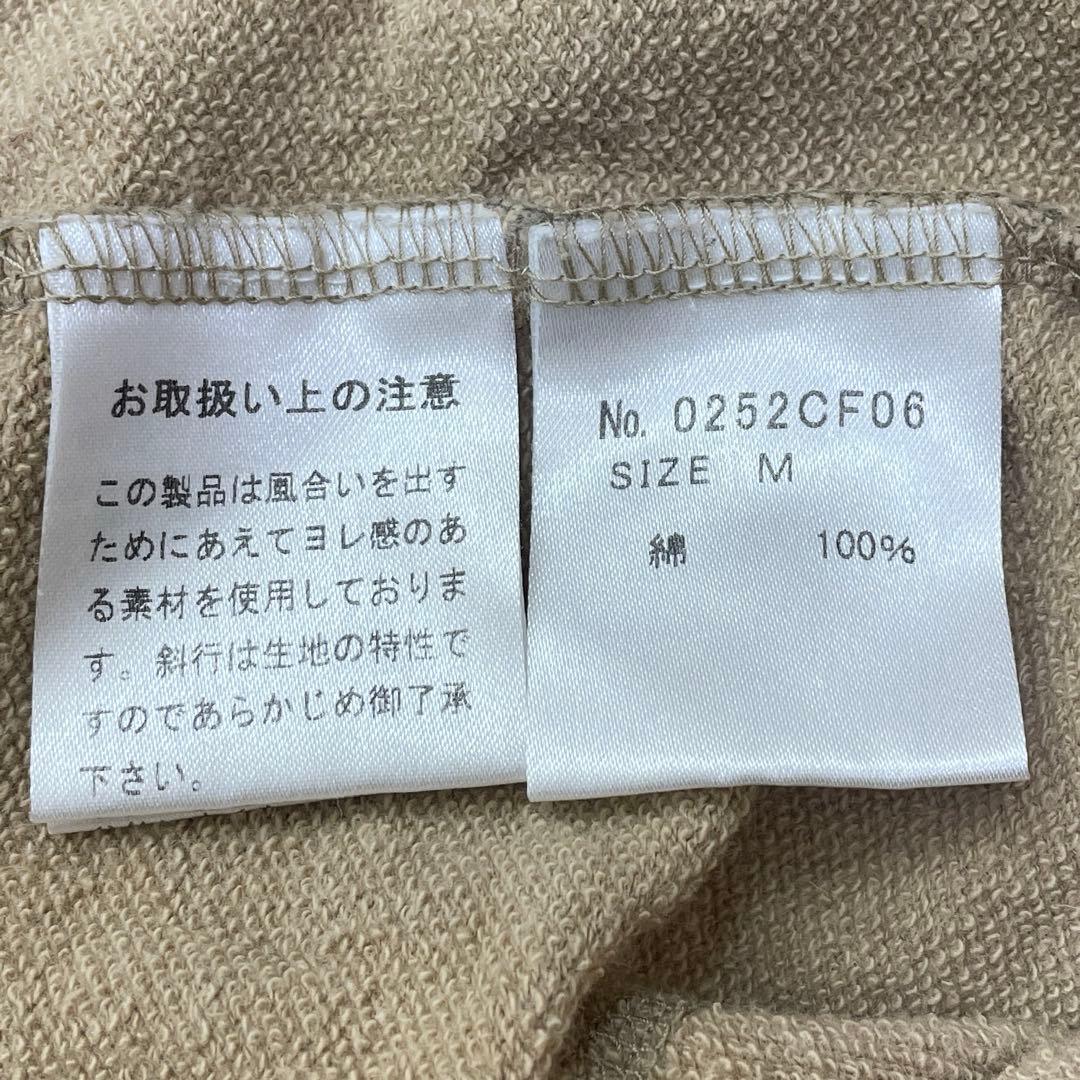 お取扱い上の注意
この製品は風合いを出す
ためにあえてヨレ感のあ
る素材を使用しておりま
す。斜行は生地の特性で
すのであらかじめ御了承
下さい。
No. 0252CF06
SIZE M
綿 100%